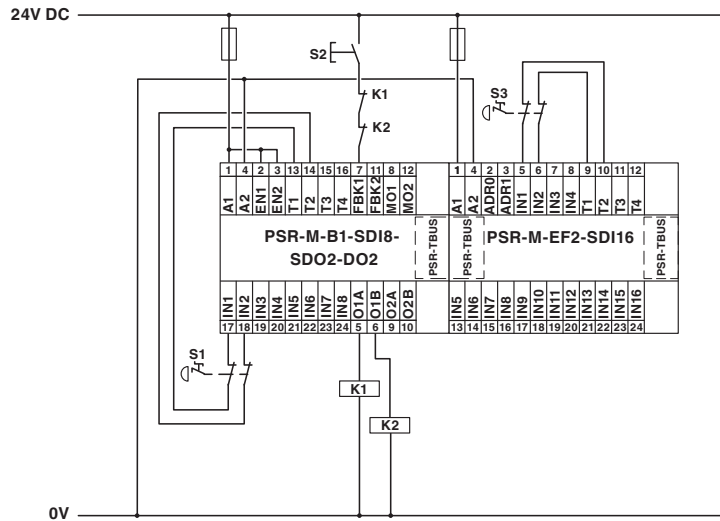 24V DC
S2
K1
S3
K2
1 4 2 3 13 14 15 16 7 11 8 12
1 4 2 3 5 6 7 8 9 10 11 12
A1 A2 EN1 EN2 T1 T2 T3 T4 FBK1 FBK2 MO1 MO2
A1 A2 ADR0 ADR1 IN1 IN2 IN3 IN4 T1 T2 T3 T4
PSR-M-B1-SDI8-
SDO2-DO2
PSR-TBUS
PSR-TBUS
PSR-M-EF2-SDI16
PSR-TBUS
IN1 IN2 IN3 IN4 IN5 IN6 IN7 IN8 O1A O1B O2A O2B
IN5 IN6 IN7 IN8 IN9 IN10 IN11 IN12 IN13 IN14 IN15 IN16
17 18 19 20 21 22 23 24 5 6 9 10
13 14 15 16 17 18 19 20 21 22 23 24
S1
K1
K2
0V